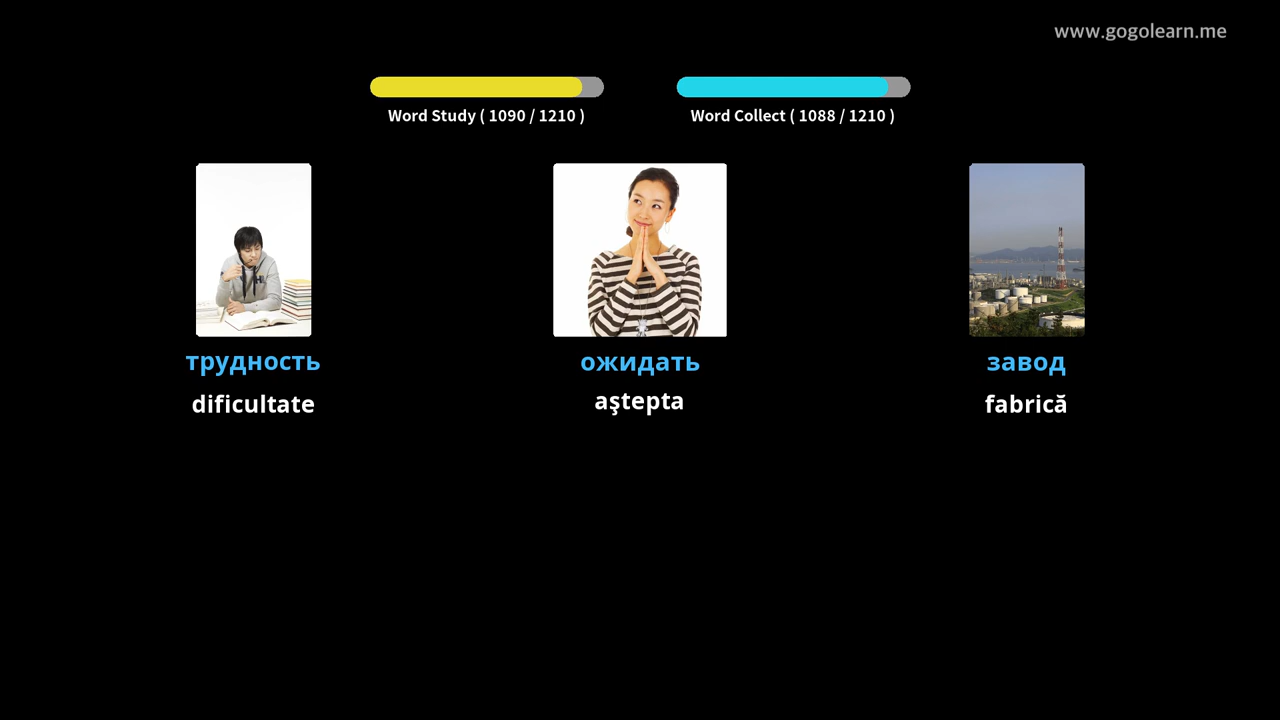 www.gogolearn.me
Word Study ( 1090 / 1210 )
Word Collect ( 1088 / 1210 )
трудность
ожидать
завод
dificultate
aştepta
fabrică